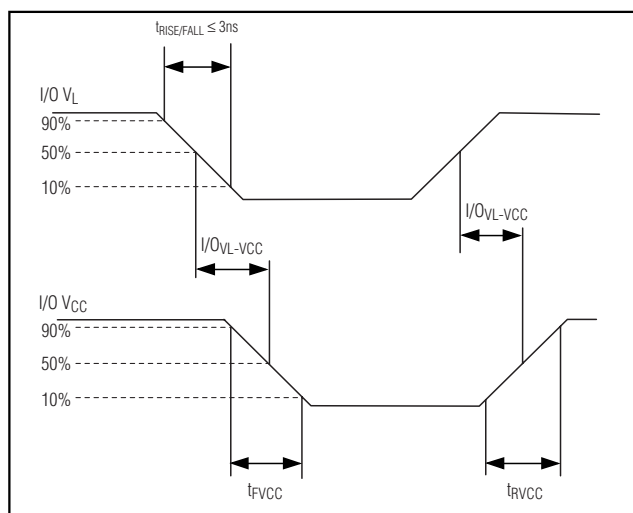 tRISE/FALL ≤ 3ns
I/O VL
90%
50%
10%
I/OVL-VCC
I/OVL-VCC
I/O VCC
90%
50%
10%
tFVCC
tRVCC